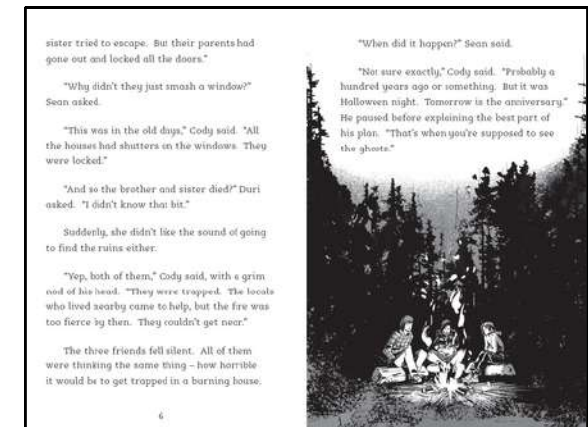 sister tried to escape.  But their parents had
gone out and locked all the doors."
"Why didn't they just smash a window?"
Sean asked.
"This was in the old days," Cody said.  "All
the houses had shutters on the windows.  They
were locked."
"And so the brother and sister died?" Duri
asked.  "I didn't know that bit."
Suddenly, she didn't like the sound of going
to find the ruins either.
"Yep, both of them," Cody said, with a grim
nod of his head.  "They were trapped.  The locals
who lived nearby came to help, but the fire was
too fierce by then.  They couldn't get near."
The three friends fell silent.  All of them
were thinking the same thing – how horrible
it would be to get trapped in a burning house.
6
"When did it happen?" Sean said.
"Not sure exactly," Cody said.  "Probably a
hundred years ago or something.  But it was
Halloween night.  Tomorrow is the anniversary."
He paused before explaining the best part of
his plan.  "That's when you're supposed to see
the ghosts."